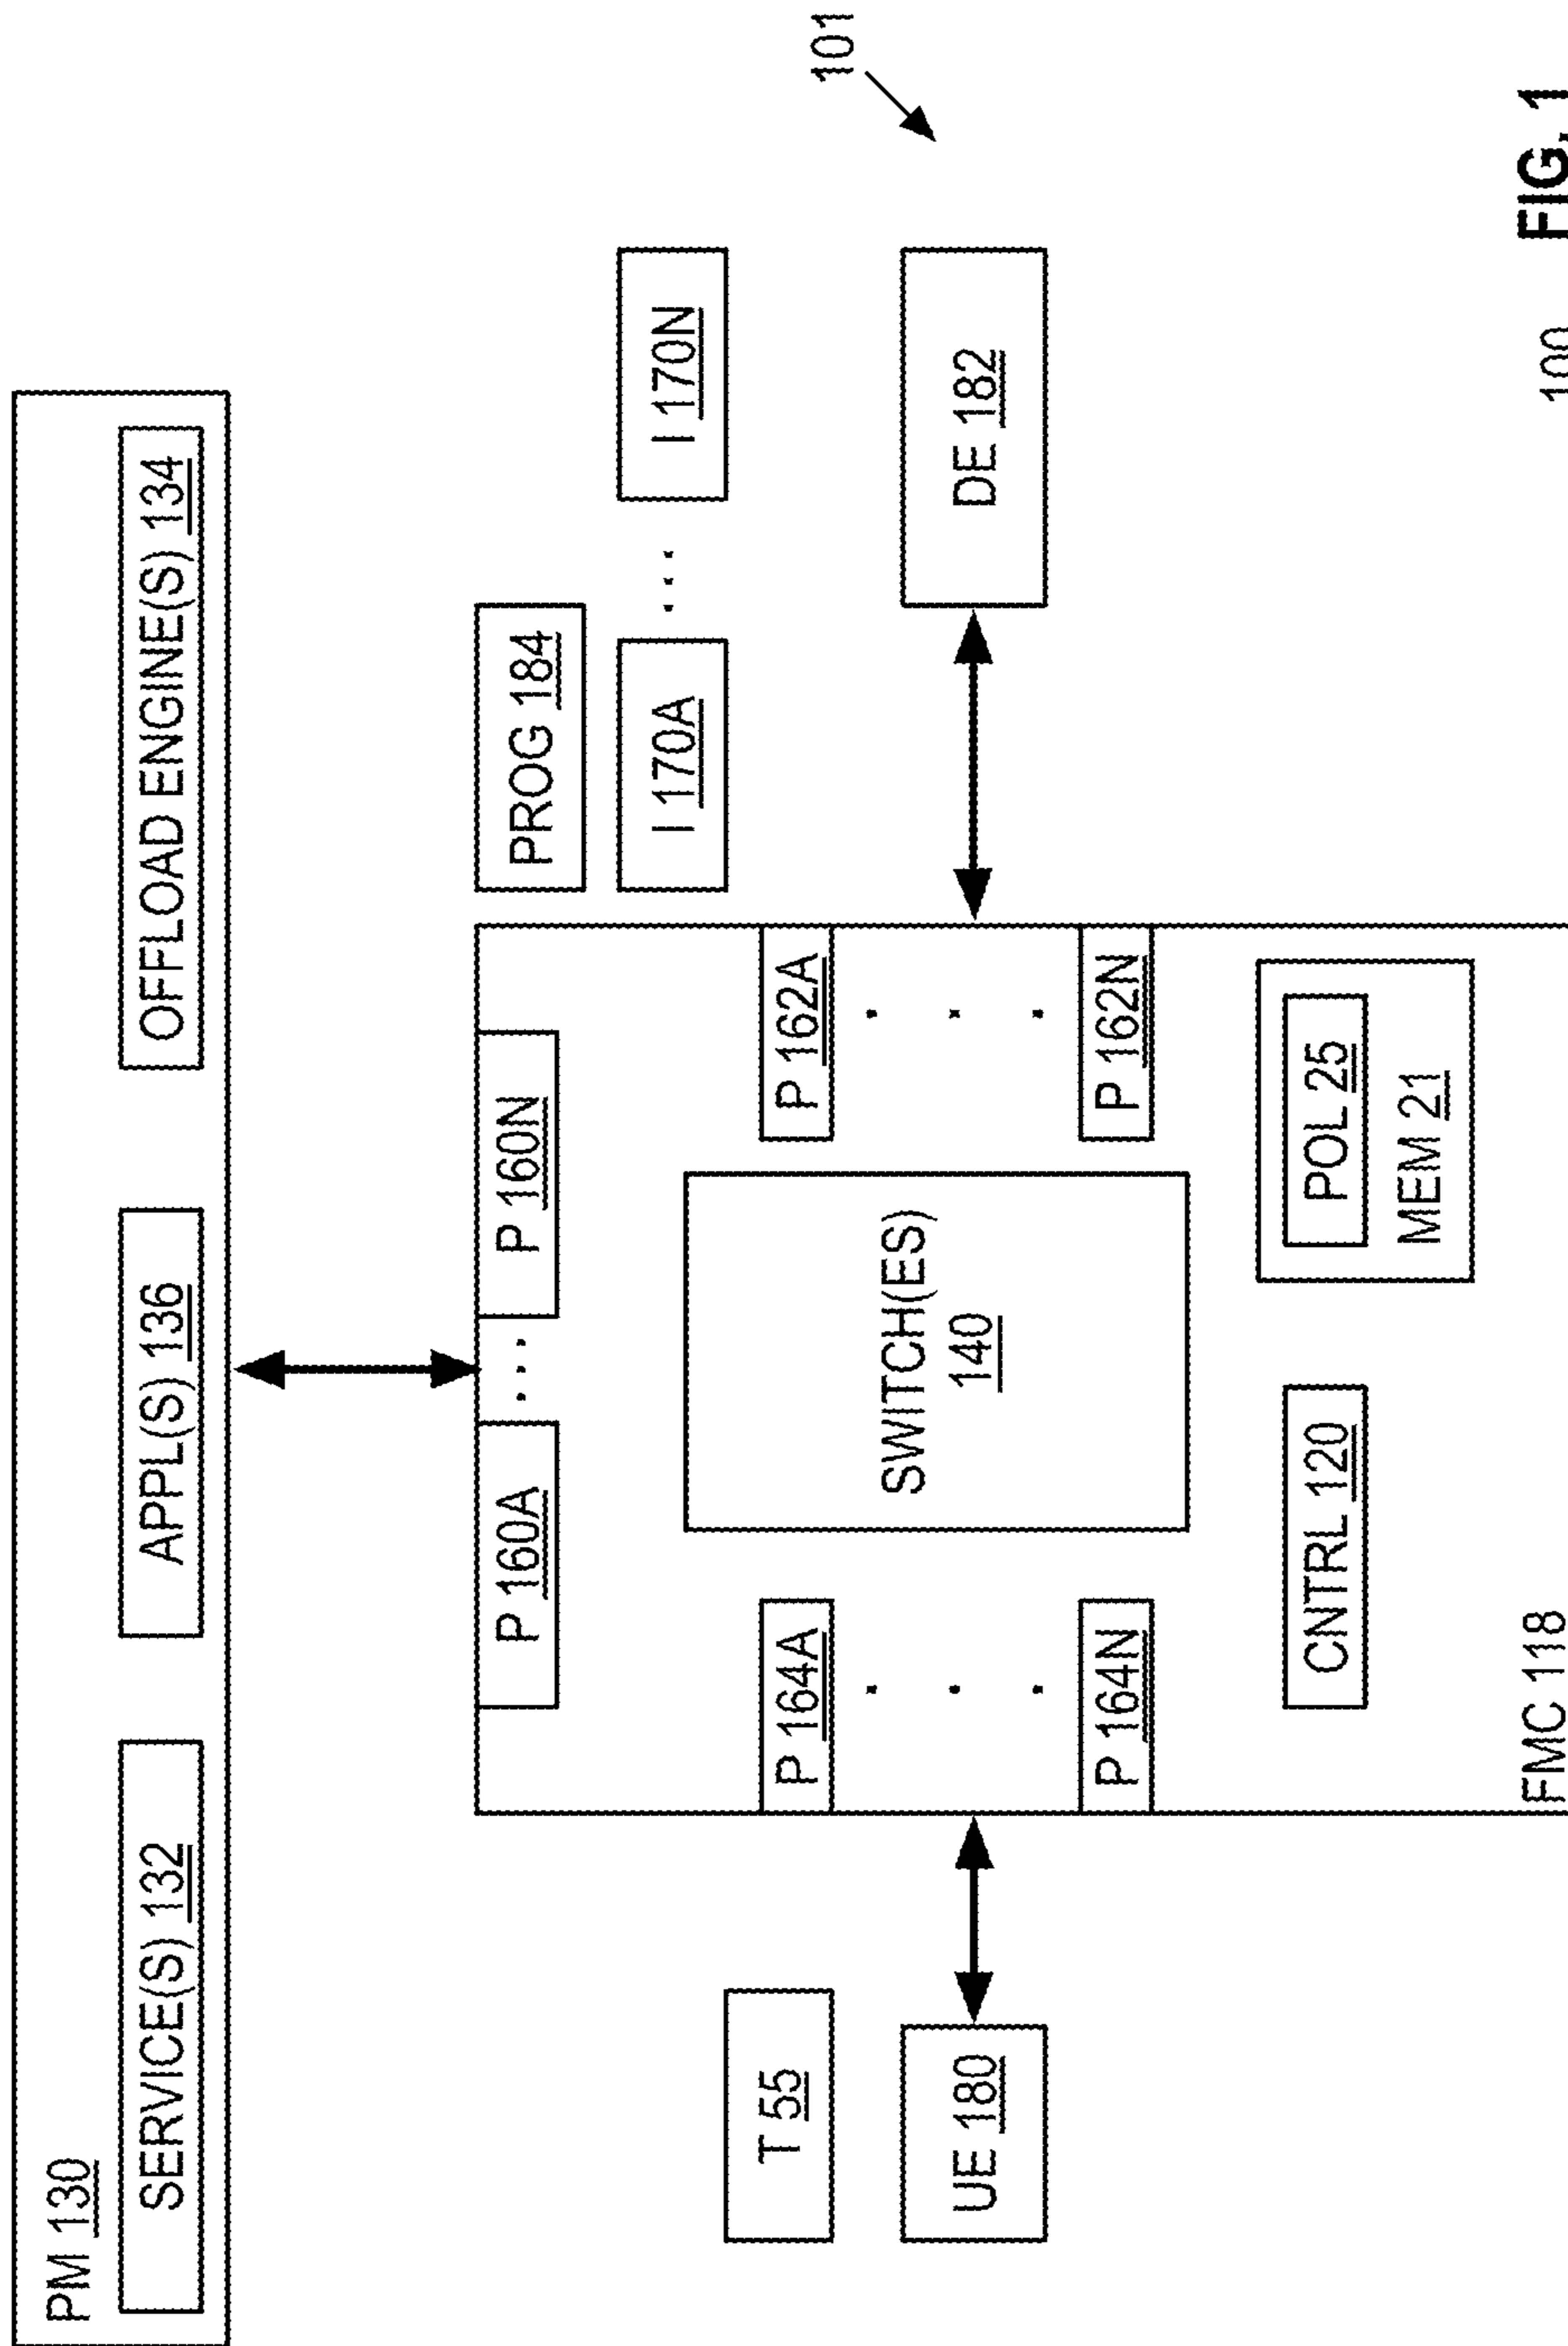 PM 130
SERVICE(S) 132
APPL(S) 136
OFFLOAD ENGINE(S) 134
P 160A
. . .
P 160N
PROG 184
I 170A
. . .
I 170N
T 55
UE 180
P 164A
.
.
.
P 164N
SWITCH(ES)
140
P 162A
.
.
.
P 162N
DE 182
CNTRL 120
POL 25
MEM 21
FMC 118
101
100
FIG. 1